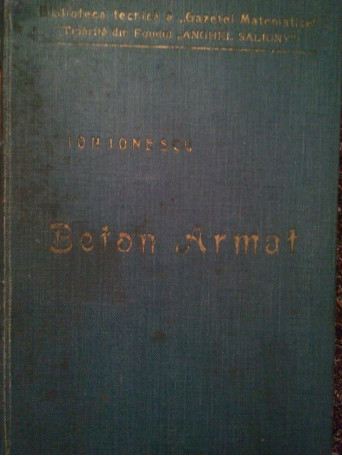 Biblioteca tecnică a „Gazetei Matematice”
Tipărită din Fondul „ANGHEL SALIGNY”
ION IONESCU
Beton Armat